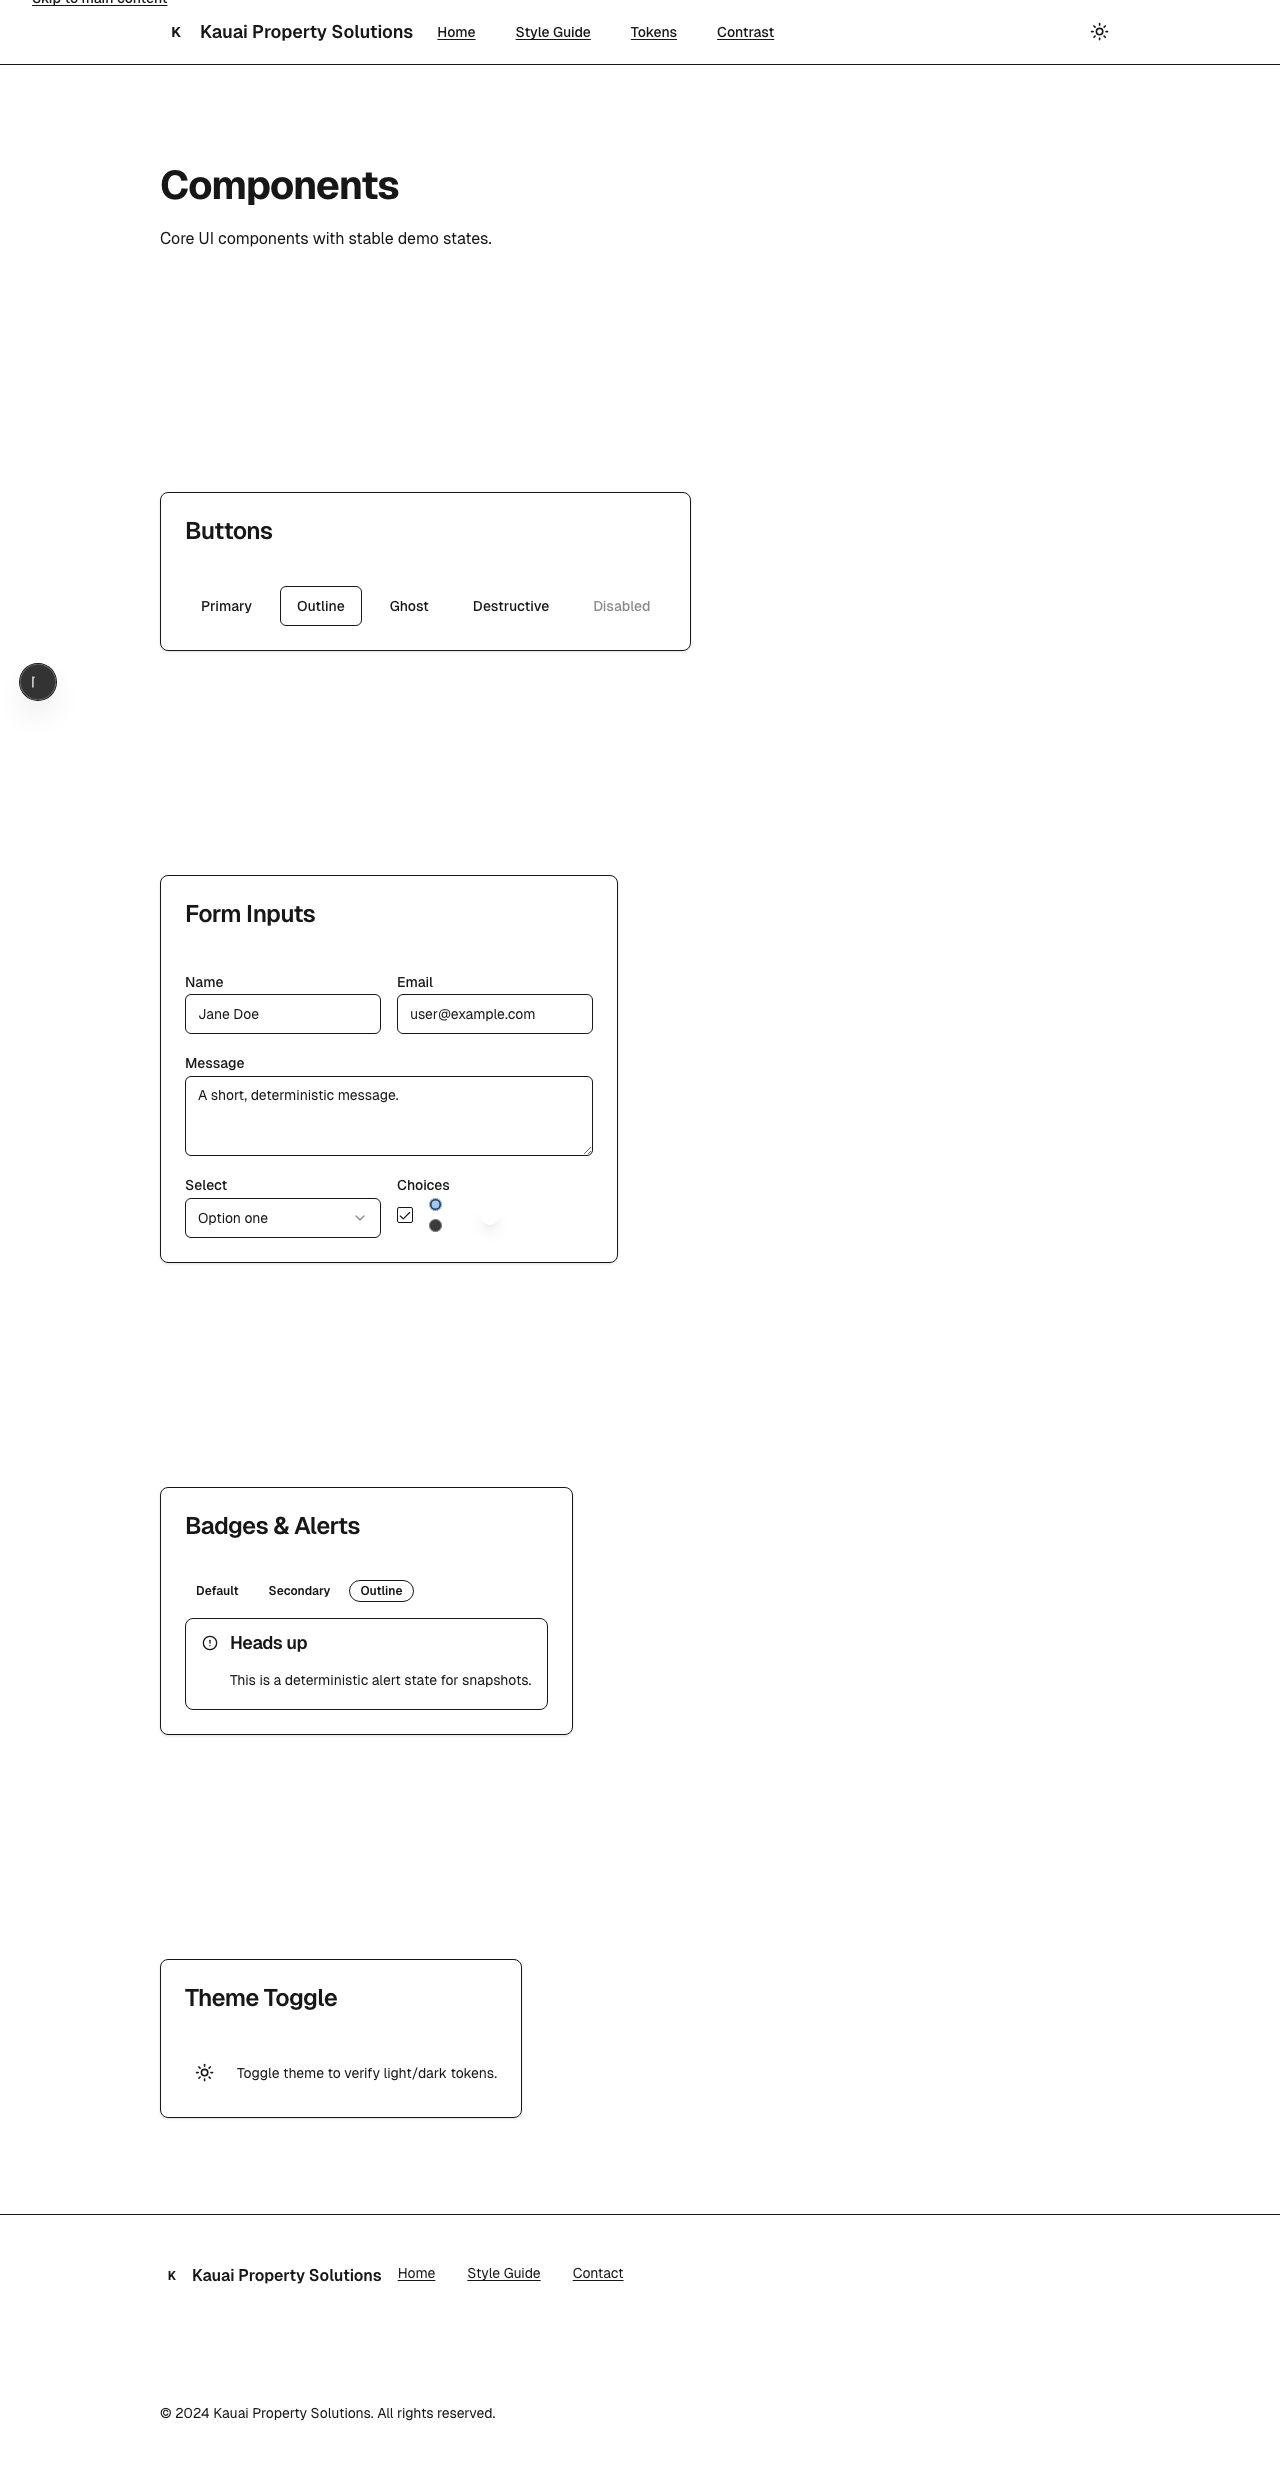 Skip to main content
K Kauai Property Solutions Home Style Guide Tokens Contrast
Components
Core UI components with stable demo states.
Buttons
Primary Outline Ghost Destructive Disabled
Form Inputs
Name Email
Jane Doe user@example.com
Message
A short, deterministic message.
Select Choices
Option one
Badges & Alerts
Default Secondary Outline
Heads up
This is a deterministic alert state for snapshots.
Theme Toggle
Toggle theme to verify light/dark tokens.
K Kauai Property Solutions Home Style Guide Contact
© 2024 Kauai Property Solutions. All rights reserved.